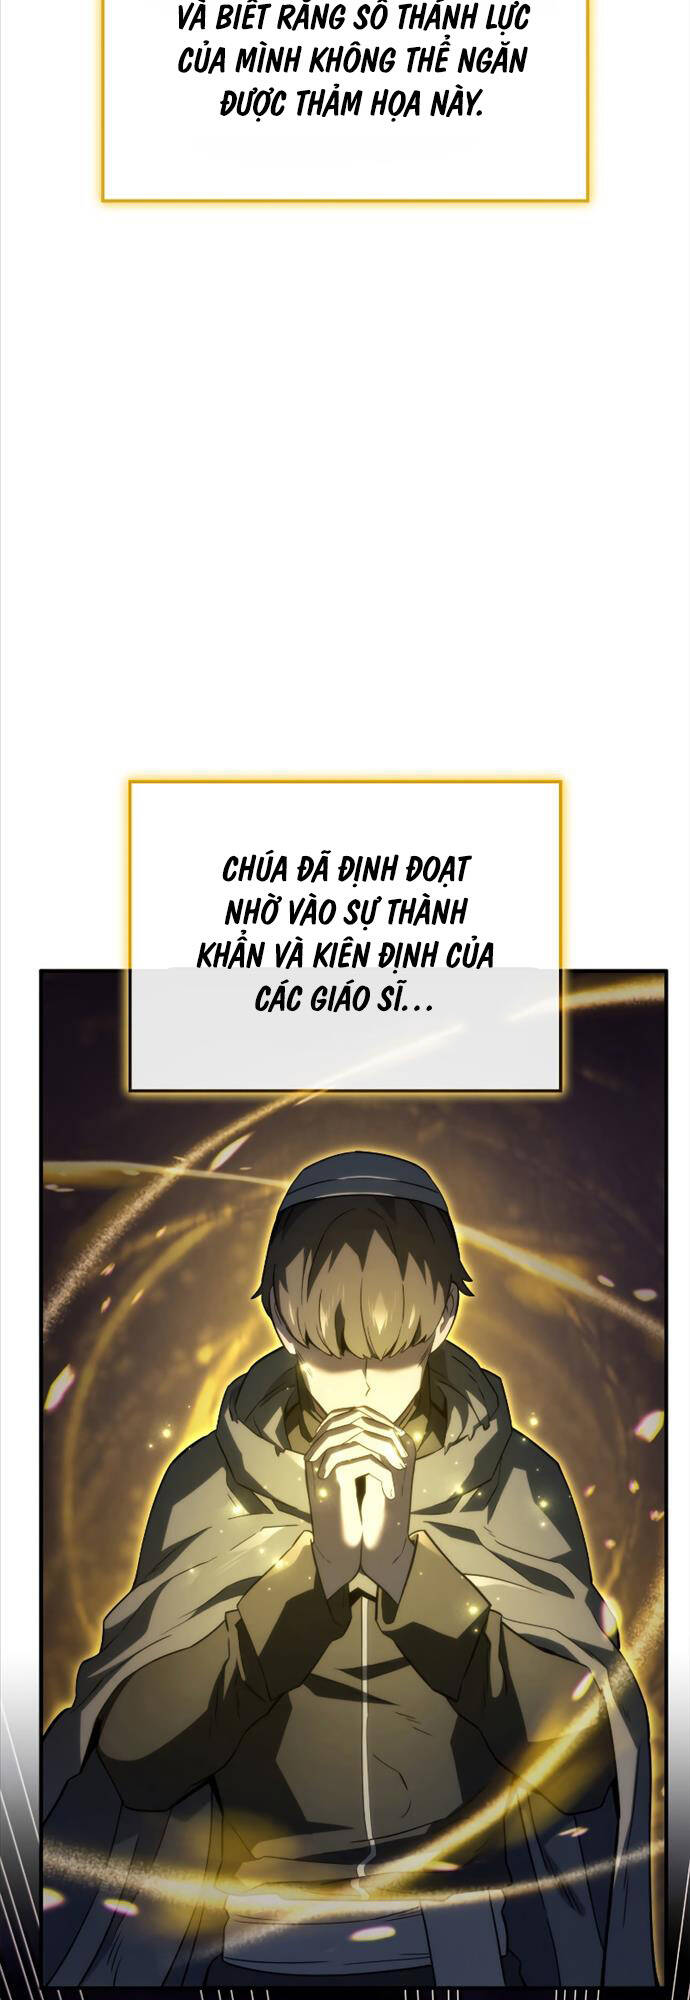 VÀ BIẾT RẰNG SỐ THÁNH LỰC
CỦA MÌNH KHÔNG THỂ NGĂN
ĐƯỢC THẢM HỌA NÀY.
CHÚA ĐÃ ĐỊNH ĐOẠT
NHỜ VÀO SỰ THÀNH
KHẨN VÀ KIÊN ĐỊNH CỦA
CÁC GIÁO SĨ...